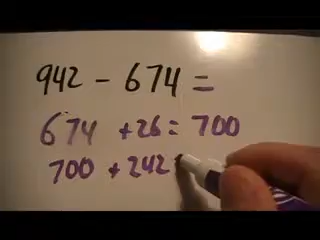 942 - 674 =
674 +26 = 700
700 + 242